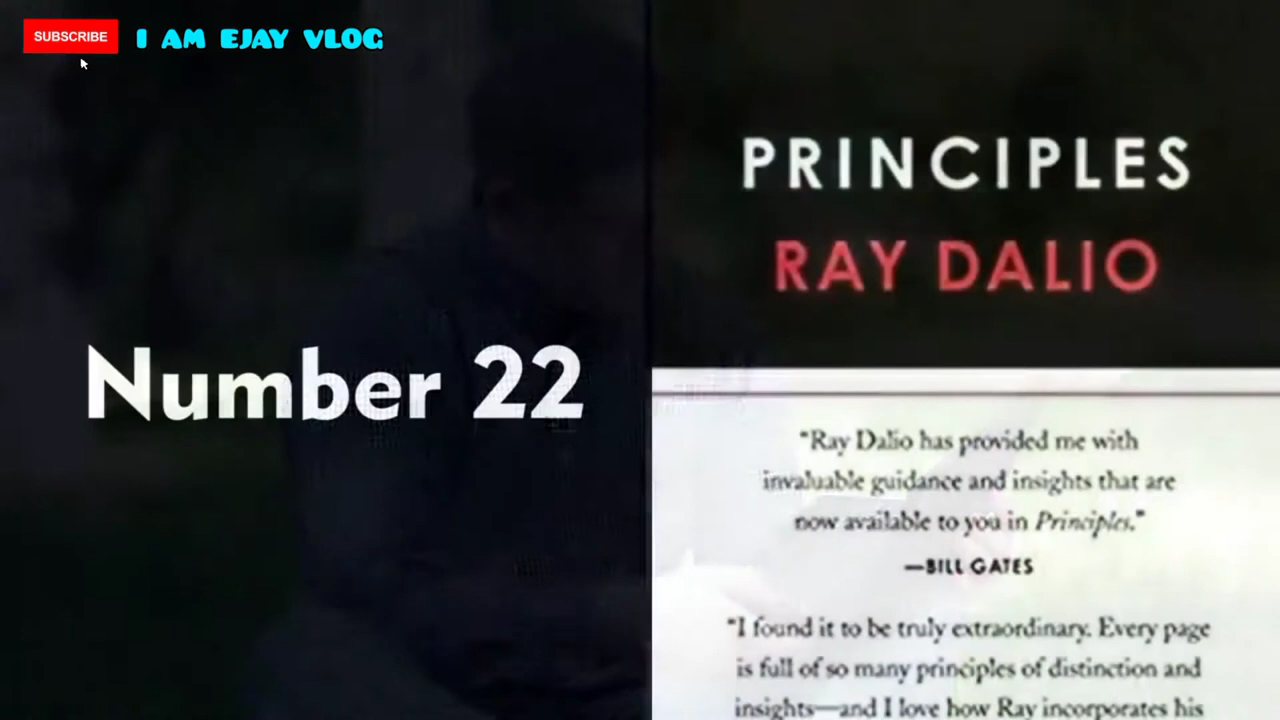 SUBSCRIBE
I AM EJAY VLOG
Number 22
PRINCIPLES
RAY DALIO
“Ray Dalio has provided me with
invaluable guidance and insights that are
now available to you in Principles.”
—BILL GATES
“I found it to be truly extraordinary. Every page
is full of so many principles of distinction and
insights—and I love how Ray incorporates his